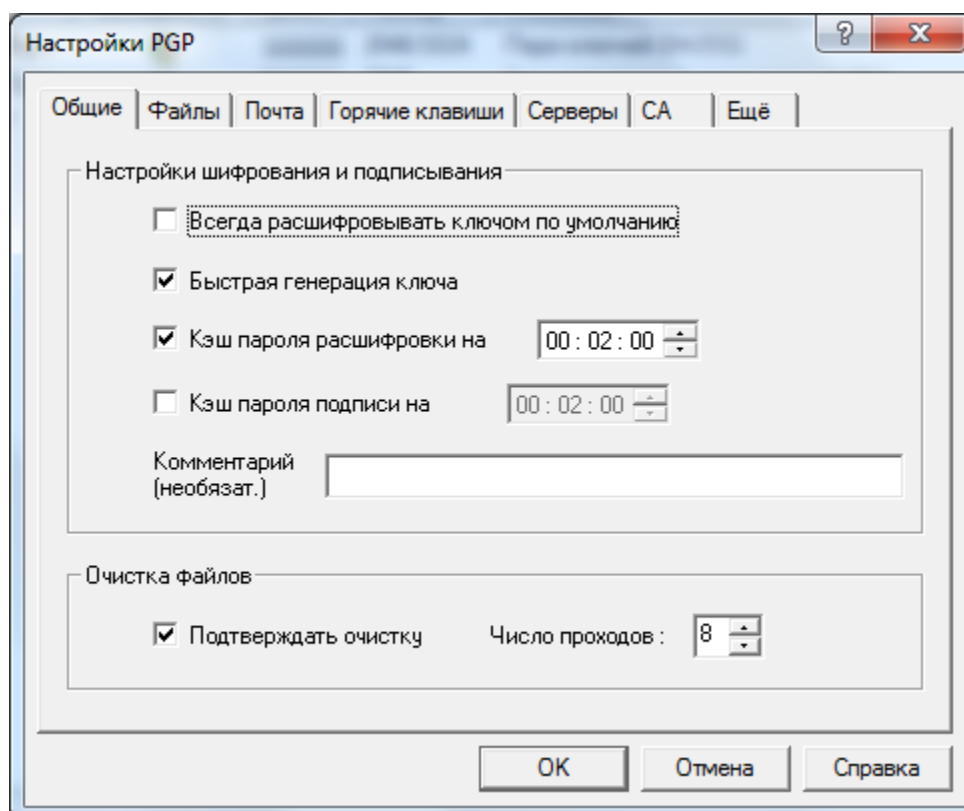 Настройки PGP
?
Общие Файлы Почта Горячие клавиши Серверы CA Ещё
Настройки шифрования и подписывания
Всегда расшифровывать ключом по умолчанию
Быстрая генерация ключа
Кэш пароля расшифровки на 00 : 02 : 00
Кэш пароля подписи на 00 : 02 : 00
Комментарий
(необязат.)
Очистка файлов
Подтверждать очистку Число проходов : 8
OK Отмена Справка